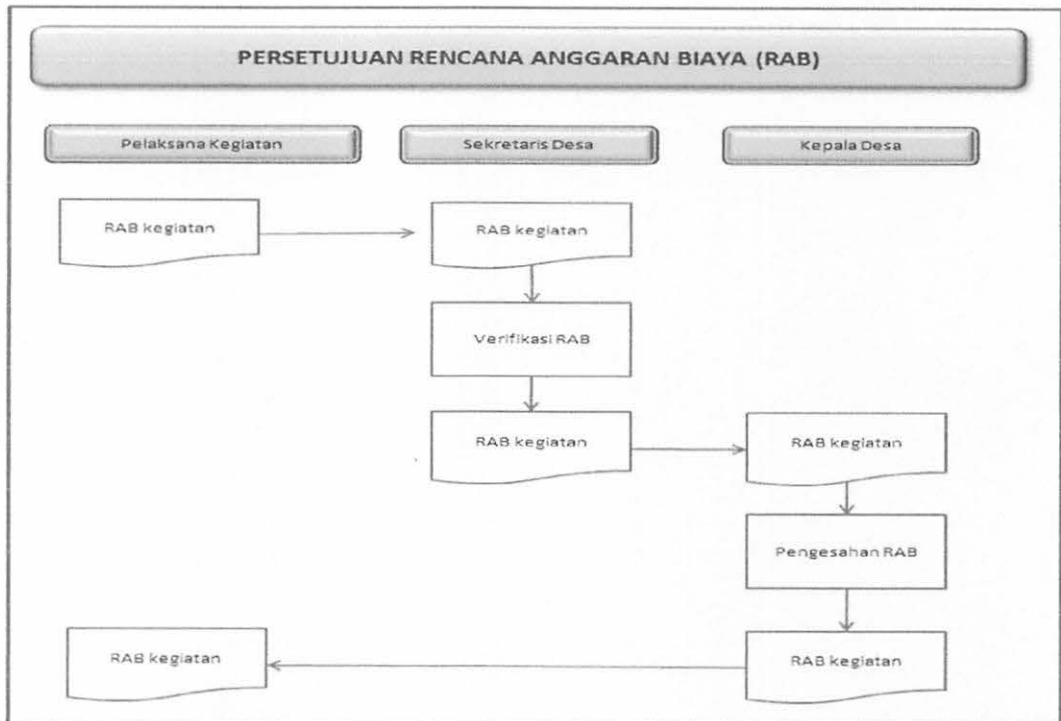 PERSETUJUAN RENCANA ANGGARAN BIAYA (RAB)
Pelaksana Kegiatan
Sekretaris Desa
Kepala Desa
RAB kegiatan
RAB kegiatan
Verifikasi RAB
RAB kegiatan
RAB kegiatan
Pengesahan RAB
RAB kegiatan
RAB kegiatan